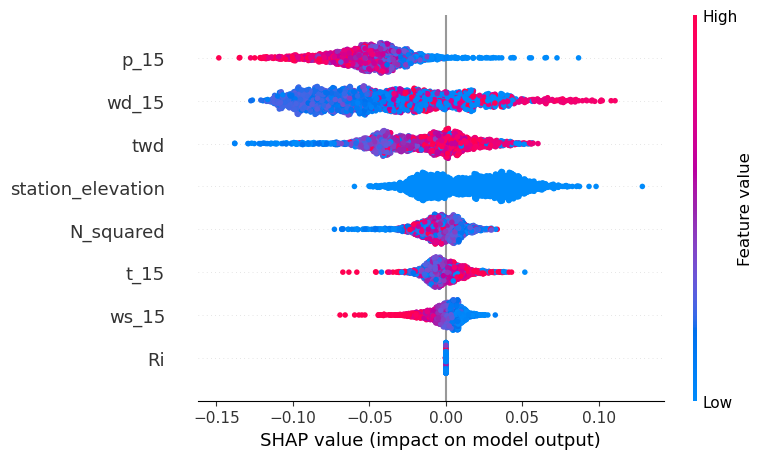 High
p_15
wd_15
twd
station_elevation
N_squared
t_15
ws_15
Ri
Feature value
Low
−0.15 −0.10 −0.05 0.00 0.05 0.10
SHAP value (impact on model output)